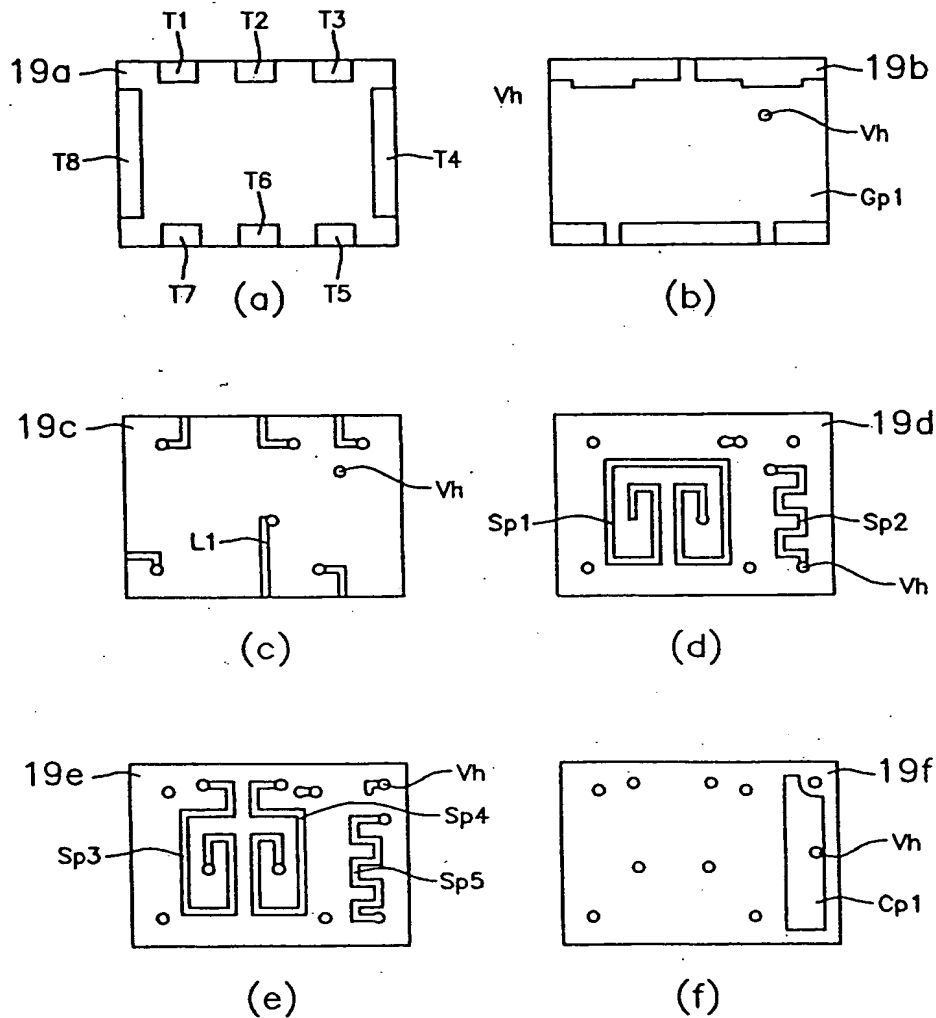 T1 T2 T3
19a
T8
T4
T6
T7 T5
(a)
19b
Vh
Vh
Gp1
(b)
19c
Vh
L1
(c)
19d
Sp1
Sp2
Vh
(d)
19e
Vh
Sp4
Sp3
Sp5
(e)
19f
Vh
Cp1
(f)